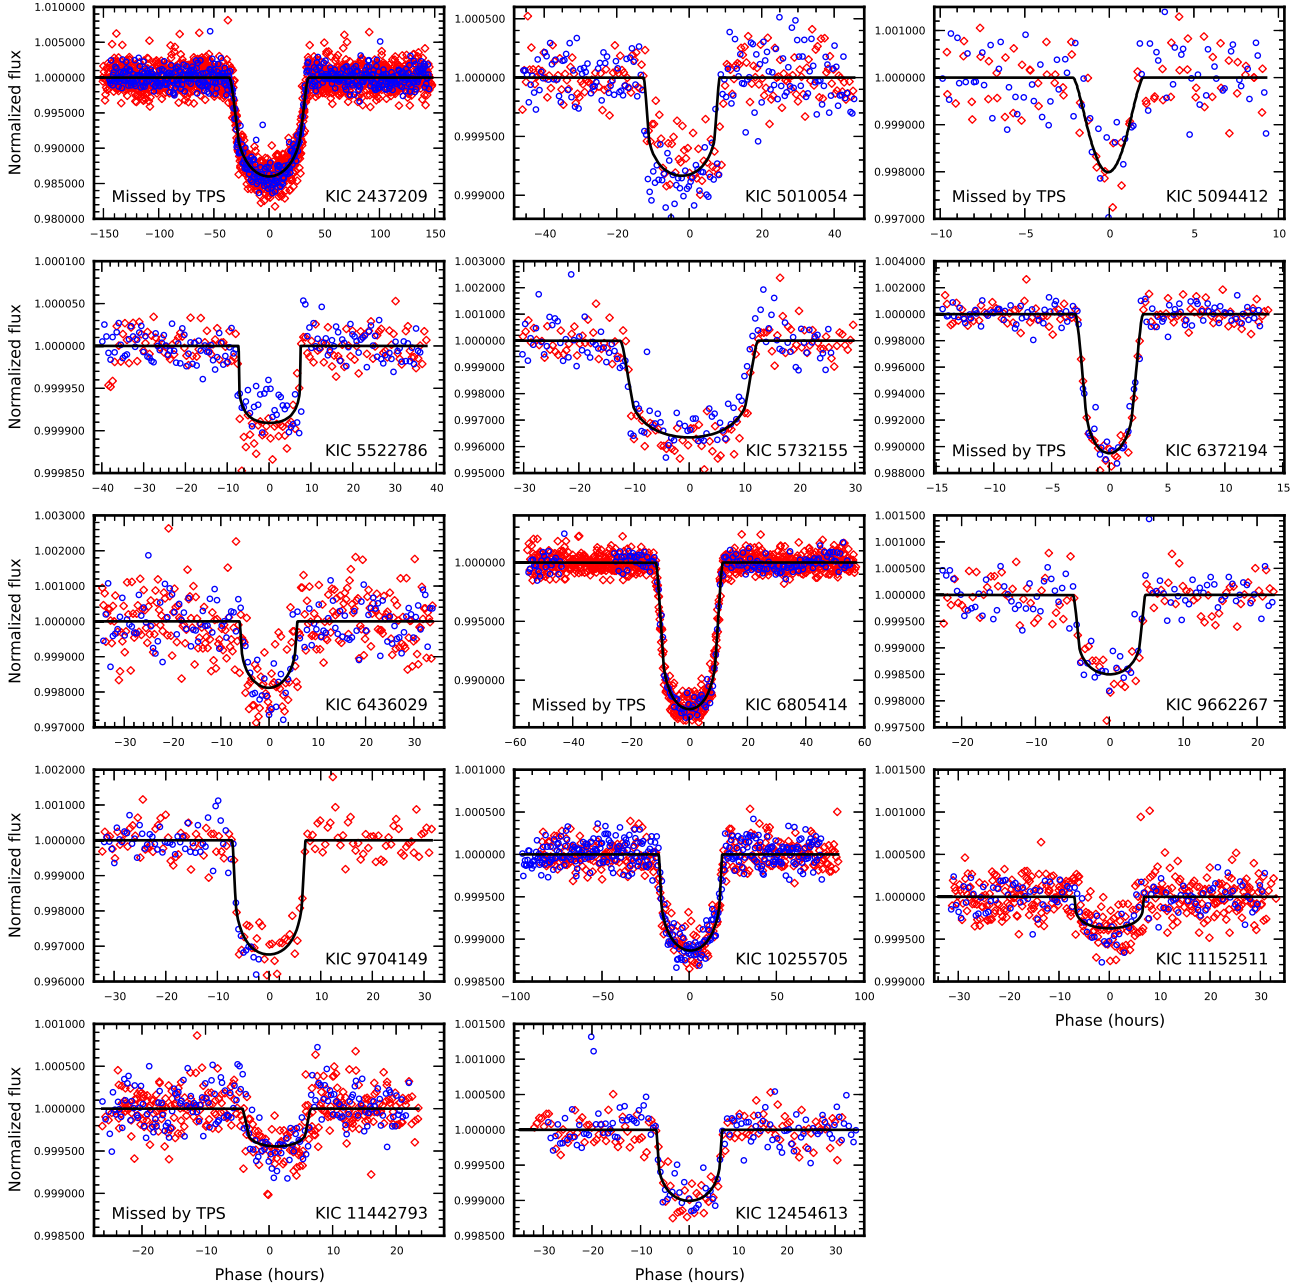 1.010000
1.005000
1.000000
0.995000
0.990000
0.985000
0.980000
Normalized flux
Missed by TPS
KIC 2437209
−150 −100 −50 0 50 100 150
1.000500
1.000000
0.999500
0.999000
KIC 5010054
−40 −20 0 20 40
1.001000
1.000000
0.999000
0.998000
0.997000
Missed by TPS
KIC 5094412
−10 −5 0 5 10
1.000100
1.000050
1.000000
0.999950
0.999900
0.999850
Normalized flux
KIC 5522786
−40 −30 −20 −10 0 10 20 30 40
1.003000
1.002000
1.001000
1.000000
0.999000
0.998000
0.997000
0.996000
0.995000
KIC 5732155
−30 −20 −10 0 10 20 30
1.004000
1.002000
1.000000
0.998000
0.996000
0.994000
0.992000
0.990000
0.988000
Missed by TPS
KIC 6372194
−15 −10 −5 0 5 10 15
1.003000
1.002000
1.001000
1.000000
0.999000
0.998000
0.997000
Normalized flux
KIC 6436029
−30 −20 −10 0 10 20 30
1.000000
0.995000
0.990000
Missed by TPS
KIC 6805414
−60 −40 −20 0 20 40 60
1.001500
1.001000
1.000500
1.000000
0.999500
0.999000
0.998500
0.998000
0.997500
KIC 9662267
−20 −10 0 10 20
1.002000
1.001000
1.000000
0.999000
0.998000
0.997000
0.996000
Normalized flux
KIC 9704149
−30 −20 −10 0 10 20 30
1.001000
1.000500
1.000000
0.999500
0.999000
0.998500
KIC 10255705
−100 −50 0 50 100
1.001500
1.001000
1.000500
1.000000
0.999500
0.999000
KIC 11152511
−30 −20 −10 0 10 20 30
Phase (hours)
1.001000
1.000500
1.000000
0.999500
0.999000
0.998500
Normalized flux
Missed by TPS
KIC 11442793
−20 −10 0 10 20
Phase (hours)
1.001500
1.001000
1.000500
1.000000
0.999500
0.999000
0.998500
KIC 12454613
−30 −20 −10 0 10 20 30
Phase (hours)